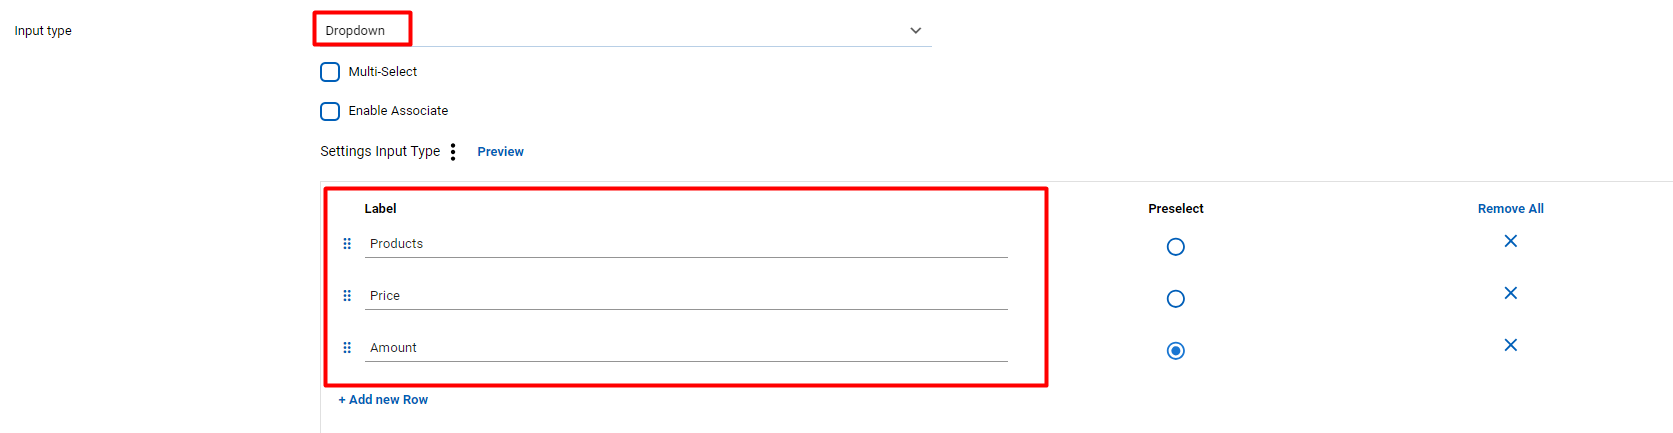 Input type Dropdown
Multi-Select
Enable Associate
Settings Input Type Preview
Label Preselect Remove All
Products
Price
Amount
+ Add new Row